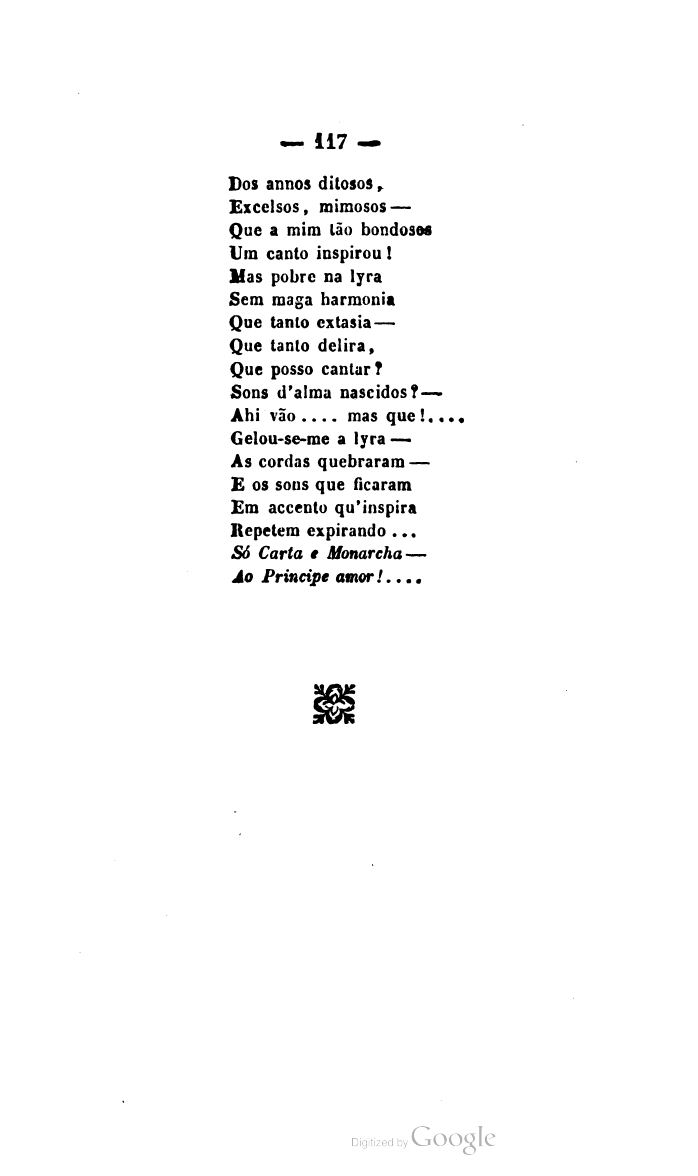 — 117 —
Dos annos ditosos,
Excelsos, mimosos —
Que a mim tão bondosos
Um canto inspirou!
Mas pobre na lyra
Sem maga harmonia
Que tanto extasia —
Que tanto delira,
Que posso cantar?
Sons d'alma nascidos? —
Ahi vão .... mas que!....
Gelou-se-me a lyra —
As cordas quebraram —
E os sons que ficaram
Em accento qu'inspira
Repetem expirando ...
Só Carta e Monarcha —
Ao Principe amor!....
Digitized by Google